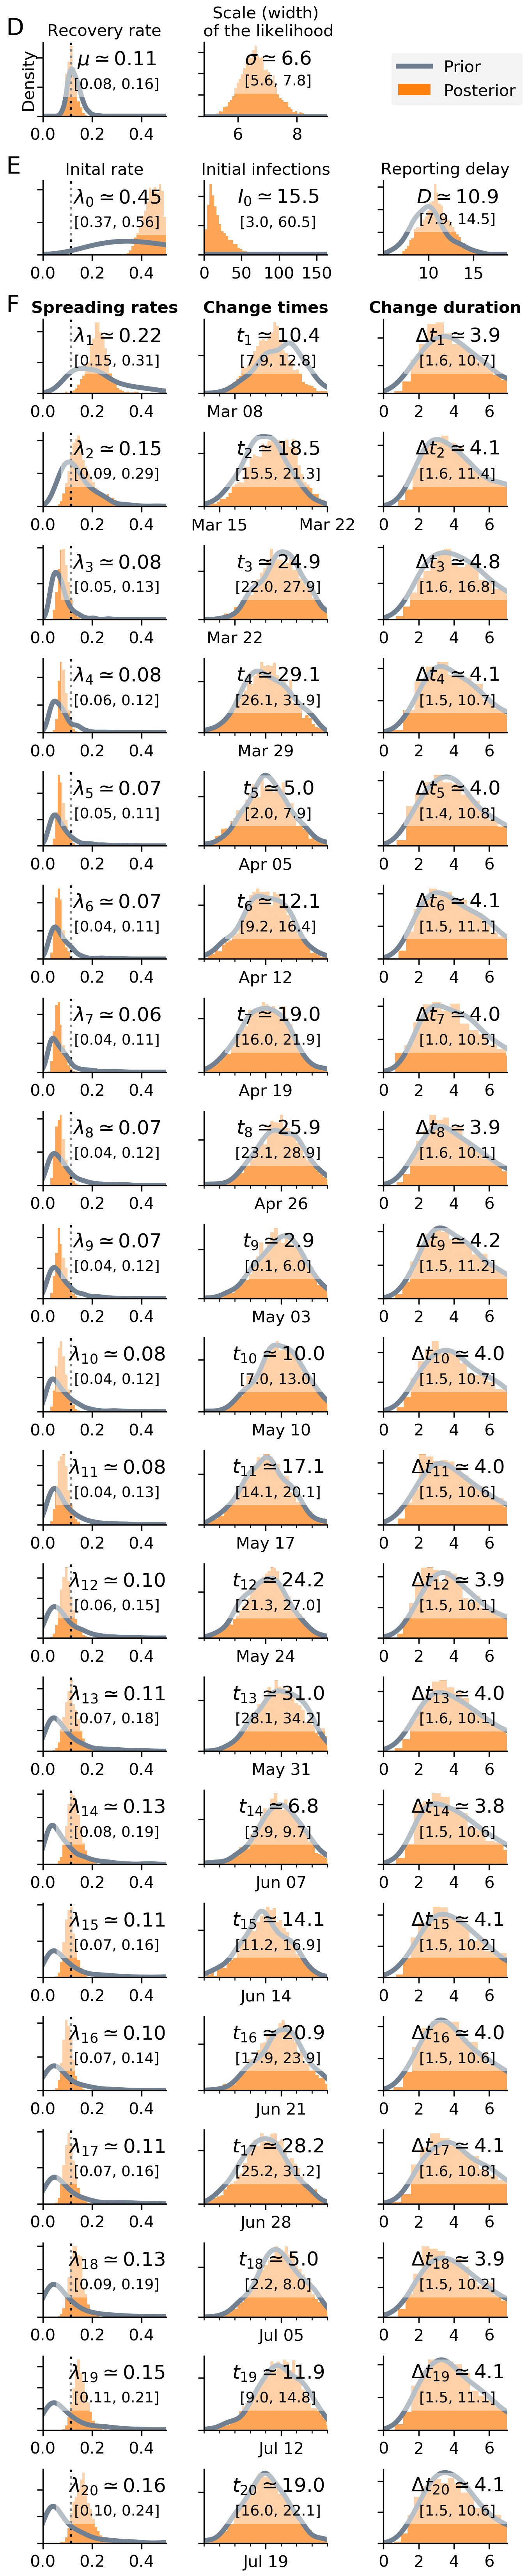 D
Recovery rate
Scale (width)
of the likelihood
Density
μ ≃ 0.11
[0.08, 0.16]
σ ≃ 6.6
[5.6, 7.8]
Prior
Posterior
0.0 0.2 0.4
6 8
E
Inital rate
Initial infections
Reporting delay
λ0 ≃ 0.45
[0.37, 0.56]
I0 ≃ 15.5
[3.0, 60.5]
D ≃ 10.9
[7.9, 14.5]
0.0 0.2 0.4
0 50 100 150
10 15
F
Spreading rates
Change times
Change duration
λ1 ≃ 0.22
[0.15, 0.31]
t1 ≃ 10.4
[7.9, 12.8]
Δt1 ≃ 3.9
[1.6, 10.7]
0.0 0.2 0.4
Mar 08
0 2 4 6
λ2 ≃ 0.15
[0.09, 0.29]
t2 ≃ 18.5
[15.5, 21.3]
Δt2 ≃ 4.1
[1.6, 11.4]
0.0 0.2 0.4
Mar 15 Mar 22
0 2 4 6
λ3 ≃ 0.08
[0.05, 0.13]
t3 ≃ 24.9
[22.0, 27.9]
Δt3 ≃ 4.8
[1.6, 16.8]
0.0 0.2 0.4
Mar 22
0 2 4 6
λ4 ≃ 0.08
[0.06, 0.12]
t4 ≃ 29.1
[26.1, 31.9]
Δt4 ≃ 4.1
[1.5, 10.7]
0.0 0.2 0.4
Mar 29
0 2 4 6
λ5 ≃ 0.07
[0.05, 0.11]
t5 ≃ 5.0
[2.0, 7.9]
Δt5 ≃ 4.0
[1.4, 10.8]
0.0 0.2 0.4
Apr 05
0 2 4 6
λ6 ≃ 0.07
[0.04, 0.11]
t6 ≃ 12.1
[9.2, 16.4]
Δt6 ≃ 4.1
[1.5, 11.1]
0.0 0.2 0.4
Apr 12
0 2 4 6
λ7 ≃ 0.06
[0.04, 0.11]
t7 ≃ 19.0
[16.0, 21.9]
Δt7 ≃ 4.0
[1.0, 10.5]
0.0 0.2 0.4
Apr 19
0 2 4 6
λ8 ≃ 0.07
[0.04, 0.12]
t8 ≃ 25.9
[23.1, 28.9]
Δt8 ≃ 3.9
[1.6, 10.1]
0.0 0.2 0.4
Apr 26
0 2 4 6
λ9 ≃ 0.07
[0.04, 0.12]
t9 ≃ 2.9
[0.1, 6.0]
Δt9 ≃ 4.2
[1.5, 11.2]
0.0 0.2 0.4
May 03
0 2 4 6
λ10 ≃ 0.08
[0.04, 0.12]
t10 ≃ 10.0
[7.0, 13.0]
Δt10 ≃ 4.0
[1.5, 10.7]
0.0 0.2 0.4
May 10
0 2 4 6
λ11 ≃ 0.08
[0.04, 0.13]
t11 ≃ 17.1
[14.1, 20.1]
Δt11 ≃ 4.0
[1.5, 10.6]
0.0 0.2 0.4
May 17
0 2 4 6
λ12 ≃ 0.10
[0.06, 0.15]
t12 ≃ 24.2
[21.3, 27.0]
Δt12 ≃ 3.9
[1.5, 10.1]
0.0 0.2 0.4
May 24
0 2 4 6
λ13 ≃ 0.11
[0.07, 0.18]
t13 ≃ 31.0
[28.1, 34.2]
Δt13 ≃ 4.0
[1.6, 10.1]
0.0 0.2 0.4
May 31
0 2 4 6
λ14 ≃ 0.13
[0.08, 0.19]
t14 ≃ 6.8
[3.9, 9.7]
Δt14 ≃ 3.8
[1.5, 10.6]
0.0 0.2 0.4
Jun 07
0 2 4 6
λ15 ≃ 0.11
[0.07, 0.16]
t15 ≃ 14.1
[11.2, 16.9]
Δt15 ≃ 4.1
[1.5, 10.2]
0.0 0.2 0.4
Jun 14
0 2 4 6
λ16 ≃ 0.10
[0.07, 0.14]
t16 ≃ 20.9
[17.9, 23.9]
Δt16 ≃ 4.0
[1.5, 10.6]
0.0 0.2 0.4
Jun 21
0 2 4 6
λ17 ≃ 0.11
[0.07, 0.16]
t17 ≃ 28.2
[25.2, 31.2]
Δt17 ≃ 4.1
[1.6, 10.8]
0.0 0.2 0.4
Jun 28
0 2 4 6
λ18 ≃ 0.13
[0.09, 0.19]
t18 ≃ 5.0
[2.2, 8.0]
Δt18 ≃ 3.9
[1.5, 10.2]
0.0 0.2 0.4
Jul 05
0 2 4 6
λ19 ≃ 0.15
[0.11, 0.21]
t19 ≃ 11.9
[9.0, 14.8]
Δt19 ≃ 4.1
[1.5, 11.1]
0.0 0.2 0.4
Jul 12
0 2 4 6
λ20 ≃ 0.16
[0.10, 0.24]
t20 ≃ 19.0
[16.0, 22.1]
Δt20 ≃ 4.1
[1.5, 10.6]
0.0 0.2 0.4
Jul 19
0 2 4 6